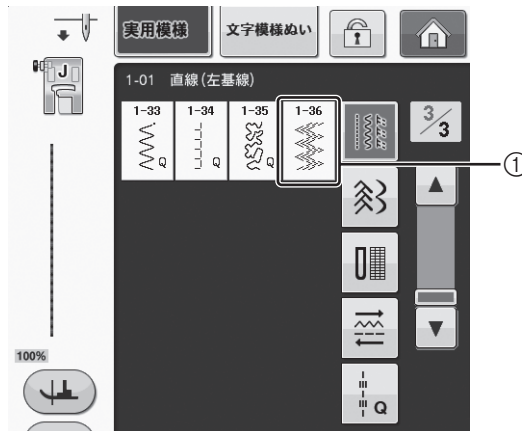 実用模様
文字模様ぬい
J
1-01 直線(左基線)
1-33
1-34
1-35
1-36
Q
Q
Q
3/3
①
100%
Q